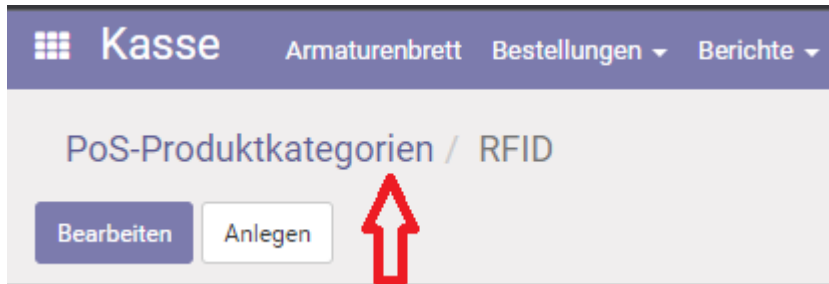 Kasse Armaturenbrett Bestellungen Berichte
PoS-Produktkategorien / RFID
Bearbeiten Anlegen